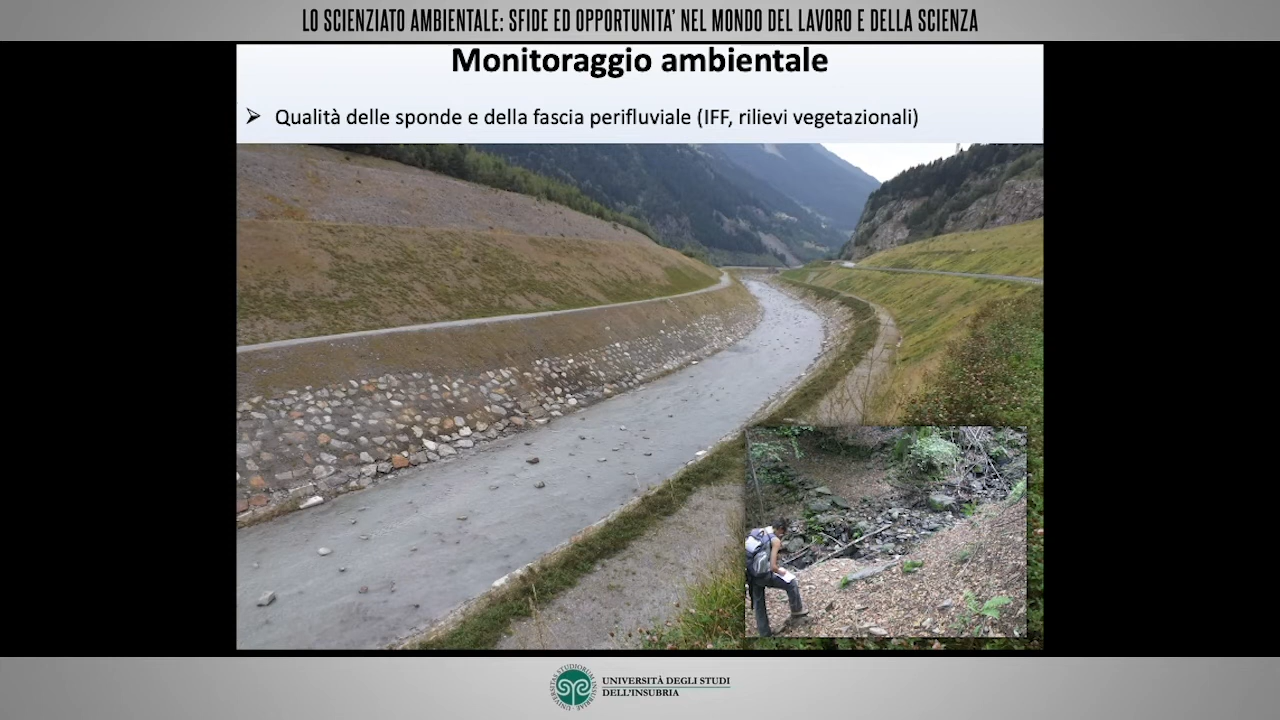 LO SCIENZIATO AMBIENTALE: SFIDE ED OPPORTUNITA' NEL MONDO DEL LAVORO E DELLA SCIENZA
Monitoraggio ambientale
➢ Qualità delle sponde e della fascia perifluviale (IFF, rilievi vegetazionali)
UNIVERSITÀ DEGLI STUDI
DELL'INSUBRIA